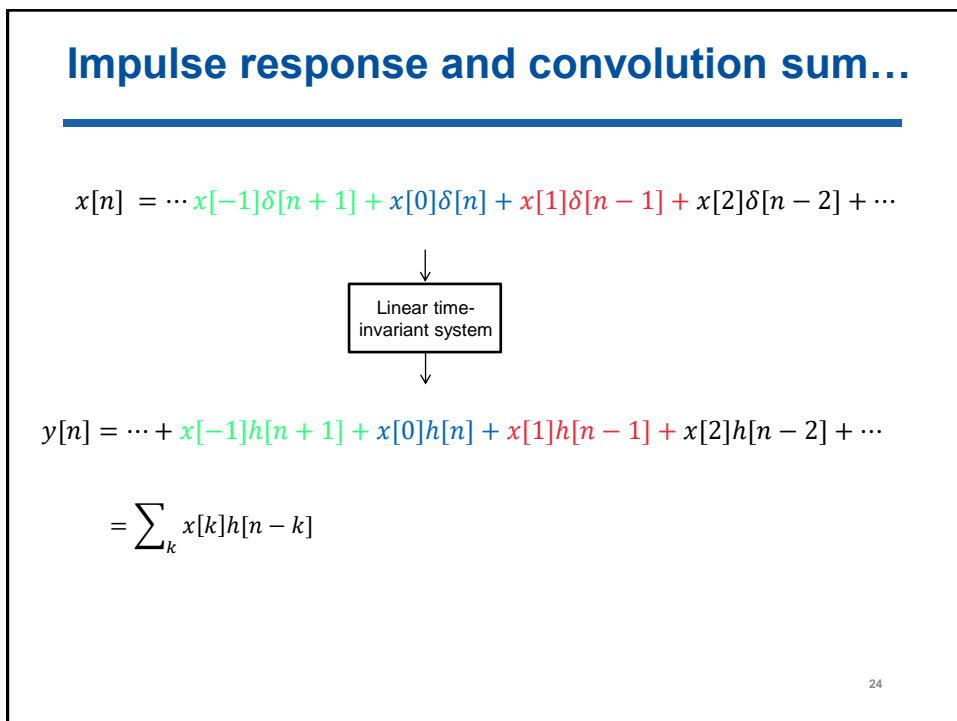 Impulse response and convolution sum…
x[n] = ⋯ x[−1]δ[n + 1] + x[0]δ[n] + x[1]δ[n − 1] + x[2]δ[n − 2] + ⋯
Linear time-
invariant system
y[n] = ⋯ + x[−1]h[n + 1] + x[0]h[n] + x[1]h[n − 1] + x[2]h[n − 2] + ⋯
= ∑ₖ x[k]h[n − k]
24